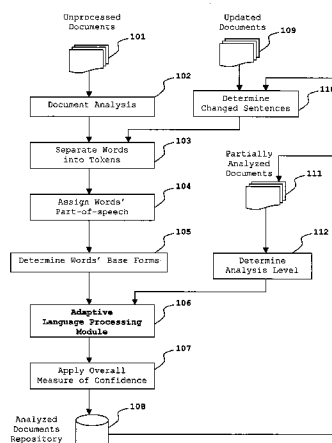 Unprocessed
Documents
101
Updated
Documents
109
102
Document Analysis
Determine
Changed Sentences
110
103
Separate Words
into Tokens
104
Assign Words'
Part-of-speech
Partially
Analyzed
Documents
111
105
Determine Words' Base Forms
112
Determine
Analysis Level
106
Adaptive
Language Processing
Module
107
Apply Overall
Measure of Confidence
108
Analyzed
Documents
Repository